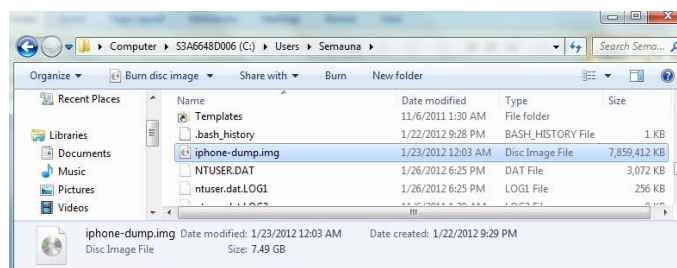 Computer ▸ S3A6648D006 (C:) ▸ Users ▸ Semauna ▸
Search Sema...
Organize Burn disc image Share with Burn New folder
Recent Places
Libraries
Documents
Music
Pictures
Videos
Name Date modified Type Size
Templates 11/6/2011 1:30 AM File folder
.bash_history 1/22/2012 9:28 PM BASH_HISTORY File 1 KB
iphone-dump.img 1/23/2012 12:03 AM Disc Image File 7,859,412 KB
NTUSER.DAT 1/26/2012 6:25 PM DAT File 3,072 KB
ntuser.dat.LOG1 1/26/2012 6:25 PM LOG1 File 256 KB
iphone-dump.img Date modified: 1/23/2012 12:03 AM Date created: 1/22/2012 9:29 PM
Disc Image File Size: 7.49 GB